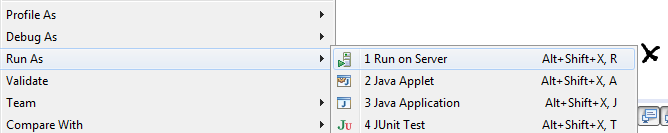 Profile As
Debug As
Run As
Validate
Team
Compare With
1 Run on Server Alt+Shift+X, R
2 Java Applet Alt+Shift+X, A
3 Java Application Alt+Shift+X, J
JU 4 JUnit Test Alt+Shift+X, T